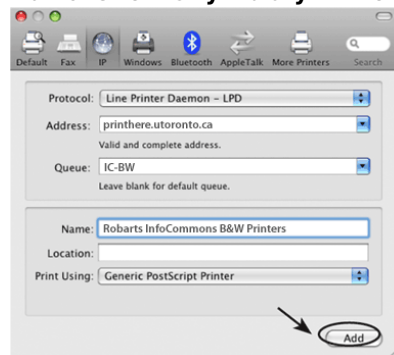 Default Fax IP Windows Bluetooth AppleTalk More Printers Search
Protocol: Line Printer Daemon - LPD
Address: printhere.utoronto.ca
Valid and complete address.
Queue: IC-BW
Leave blank for default queue.
Name: Robarts InfoCommons B&W Printers
Location:
Print Using: Generic PostScript Printer
Add